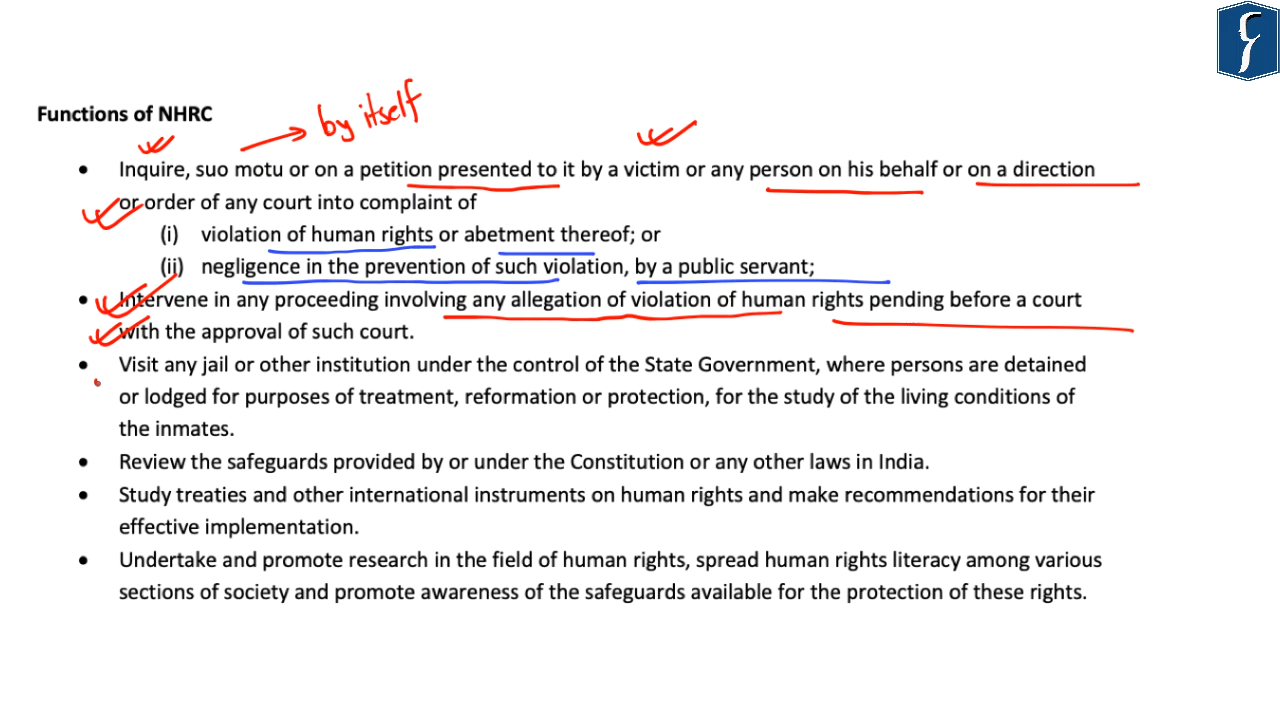 Functions of NHRC
by itself
• Inquire, suo motu or on a petition presented to it by a victim or any person on his behalf or on a direction
or order of any court into complaint of
(i) violation of human rights or abetment thereof; or
(ii) negligence in the prevention of such violation, by a public servant;
• Intervene in any proceeding involving any allegation of violation of human rights pending before a court
with the approval of such court.
• Visit any jail or other institution under the control of the State Government, where persons are detained
or lodged for purposes of treatment, reformation or protection, for the study of the living conditions of
the inmates.
• Review the safeguards provided by or under the Constitution or any other laws in India.
• Study treaties and other international instruments on human rights and make recommendations for their
effective implementation.
• Undertake and promote research in the field of human rights, spread human rights literacy among various
sections of society and promote awareness of the safeguards available for the protection of these rights.